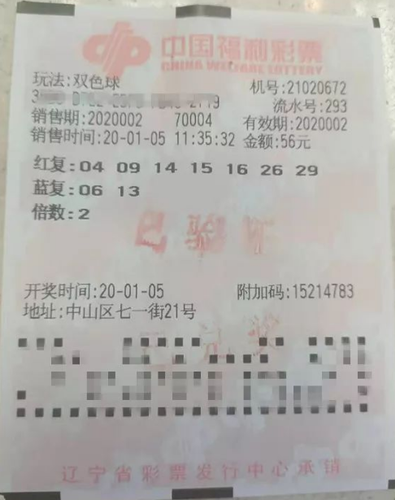 中国福利彩票
CHINA WELFARE LOTTERY
玩法:双色球 机号:21020672
流水号:293
销售期:2020002 70004 有效期:2020002
销售时间:20-01-05 11:35:32 金额:56元
红复:04 09 14 15 16 26 29
蓝复:06 13
倍数:2
开奖时间:20-01-05 附加码:15214783
地址:中山区七一街21号
辽宁省彩票发行中心承销